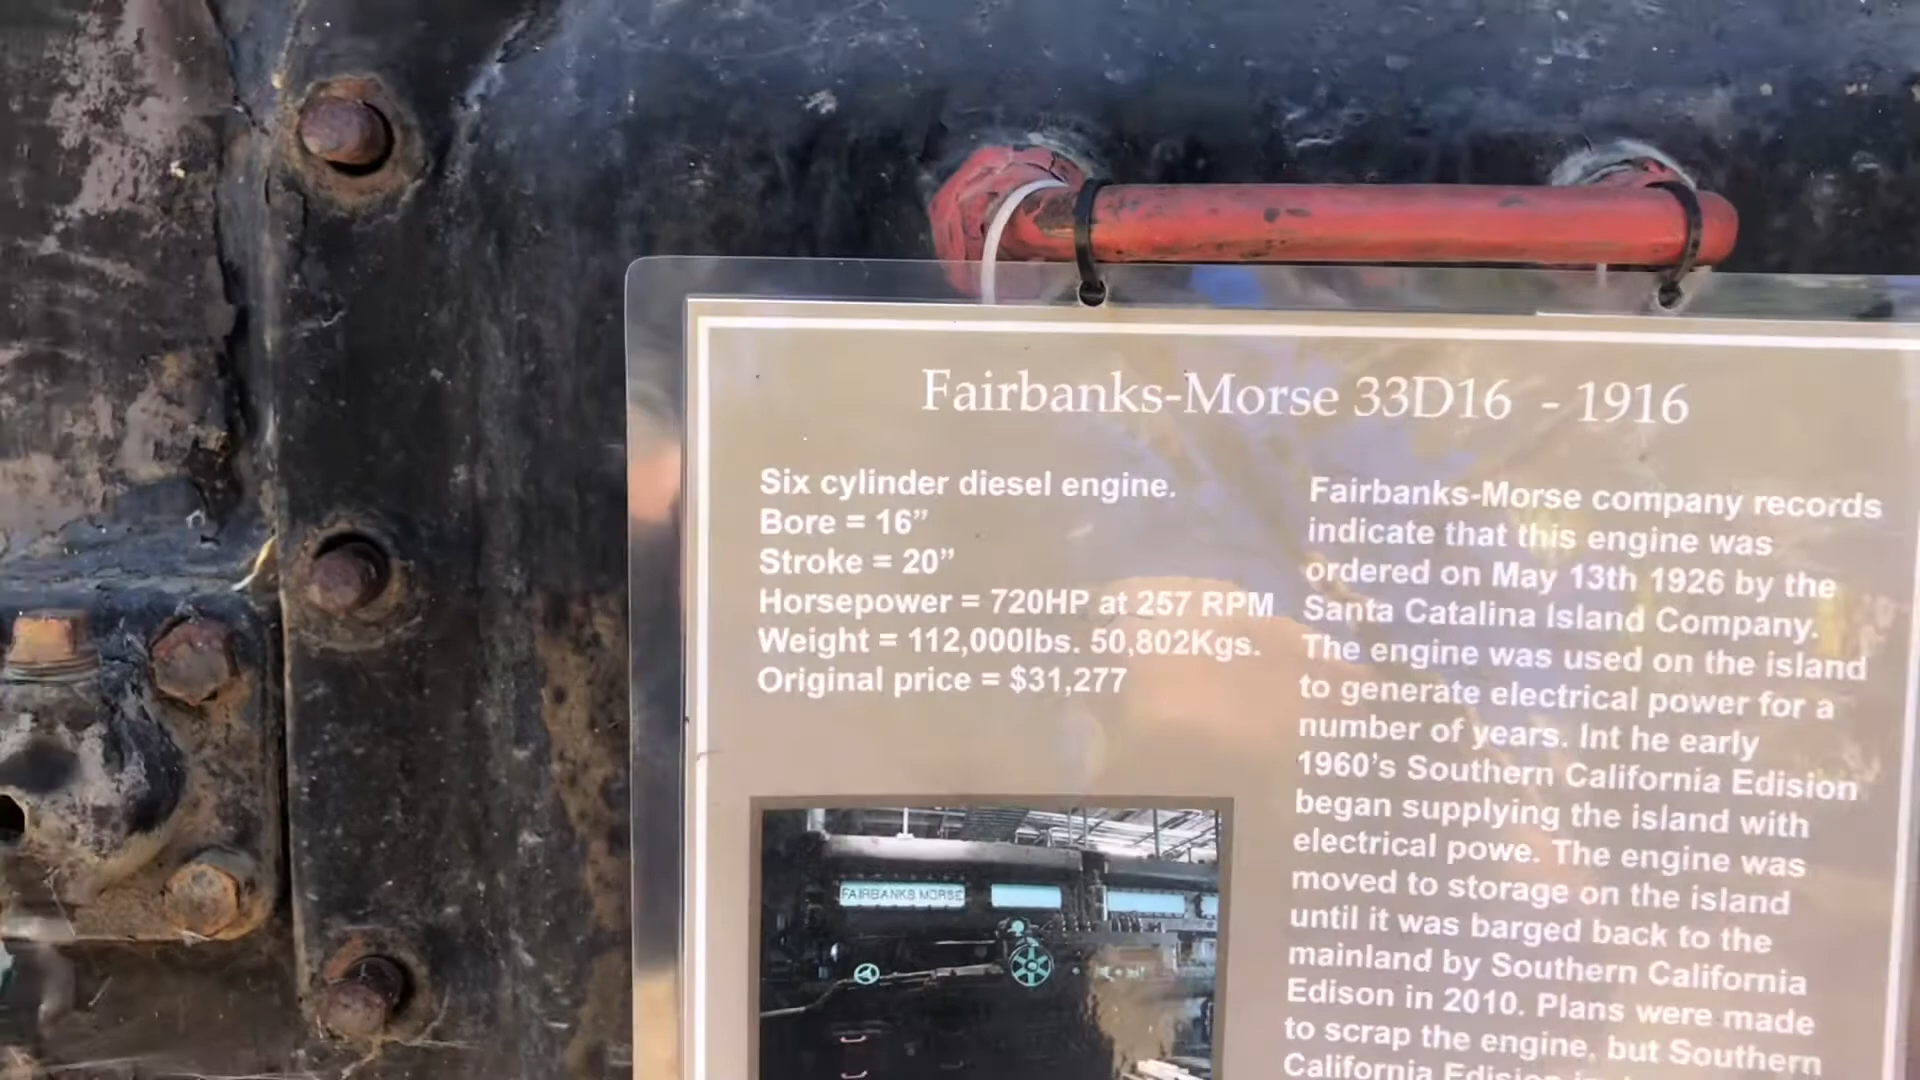 Fairbanks-Morse 33D16 - 1916
Six cylinder diesel engine.
Bore = 16”
Stroke = 20”
Horsepower = 720HP at 257 RPM
Weight = 112,000lbs. 50,802Kgs.
Original price = $31,277
Fairbanks-Morse company records
indicate that this engine was
ordered on May 13th 1926 by the
Santa Catalina Island Company.
The engine was used on the island
to generate electrical power for a
number of years. Int he early
1960’s Southern California Edision
began supplying the island with
electrical powe. The engine was
moved to storage on the island
until it was barged back to the
mainland by Southern California
Edison in 2010. Plans were made
to scrap the engine, but Southern
California Edision
FAIRBANKS MORSE